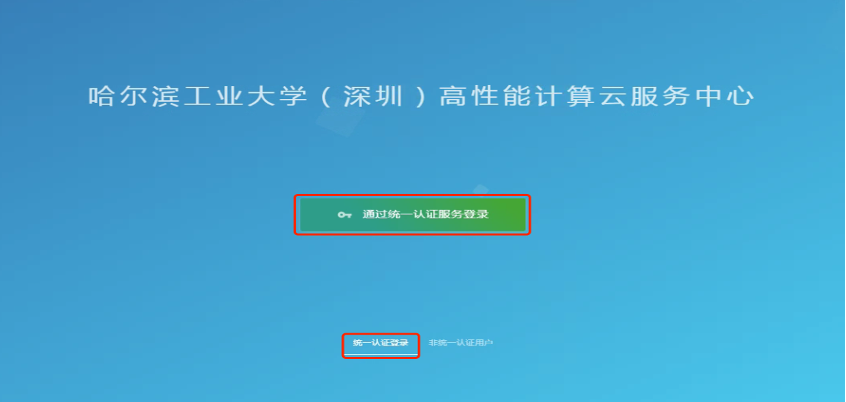 哈尔滨工业大学（深圳）高性能计算云服务中心
通过统一认证服务登录
统一认证登录 非统一认证用户